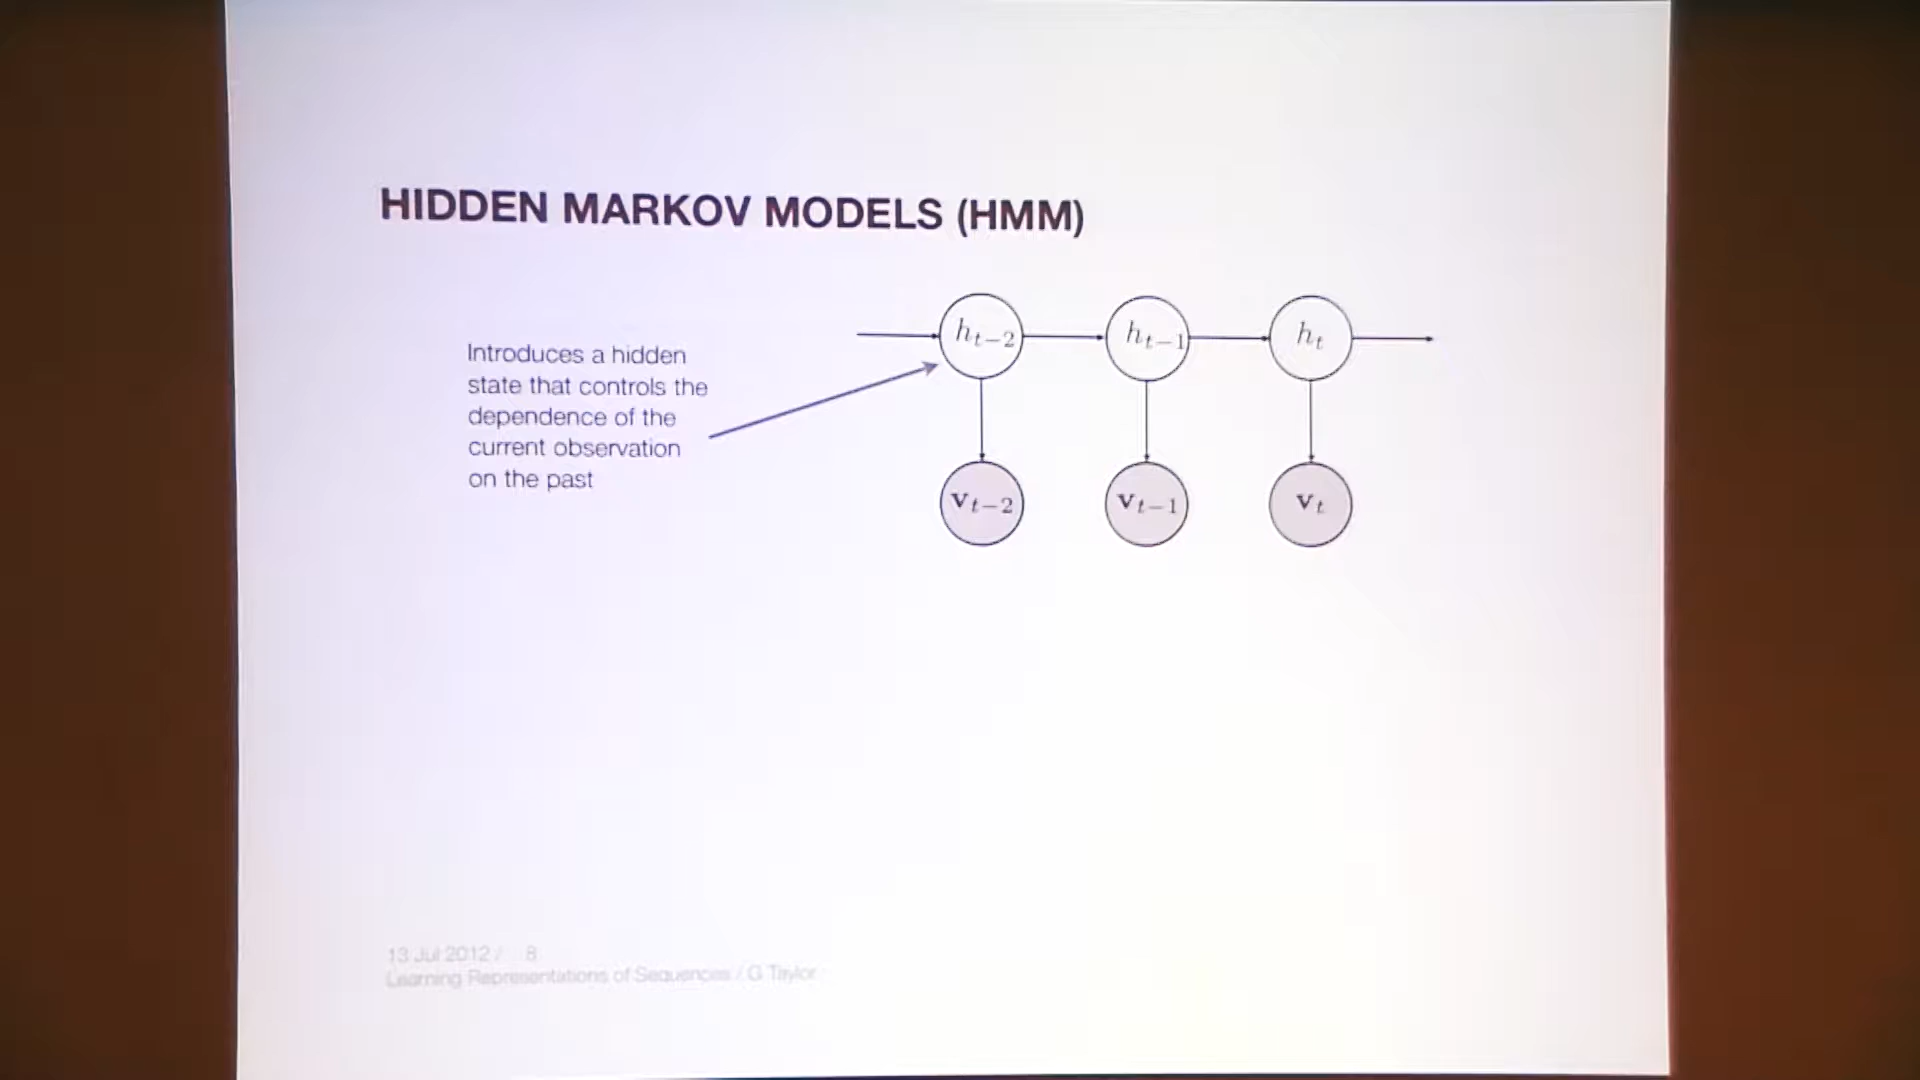 HIDDEN MARKOV MODELS (HMM)
Introduces a hidden
state that controls the
dependence of the
current observation
on the past
h_{t-2} h_{t-1} h_t
v_{t-2} v_{t-1} v_t
13 Jul 2012 / 8
Learning Representations of Sequences / G Taylor